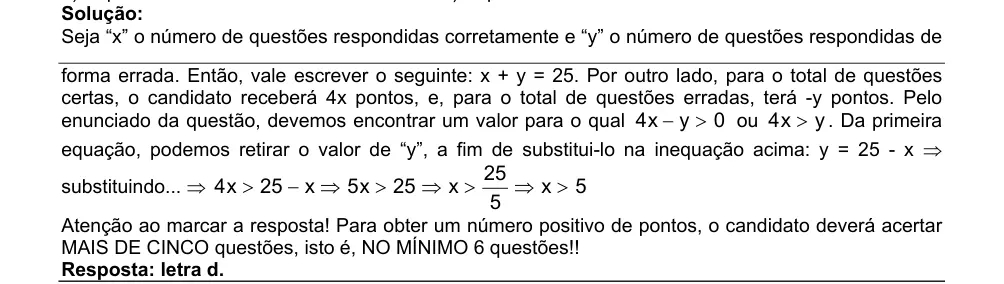 Solução:
Seja “x” o número de questões respondidas corretamente e “y” o número de questões respondidas de
forma errada. Então, vale escrever o seguinte: x + y = 25. Por outro lado, para o total de questões
certas, o candidato receberá 4x pontos, e, para o total de questões erradas, terá -y pontos. Pelo
enunciado da questão, devemos encontrar um valor para o qual 4x − y > 0 ou 4x > y. Da primeira
equação, podemos retirar o valor de “y”, a fim de substitui-lo na inequação acima: y = 25 - x ⇒
substituindo... ⇒ 4x > 25 − x ⇒ 5x > 25 ⇒ x > 25/5 ⇒ x > 5
Atenção ao marcar a resposta! Para obter um número positivo de pontos, o candidato deverá acertar
MAIS DE CINCO questões, isto é, NO MÍNIMO 6 questões!!
Resposta: letra d.